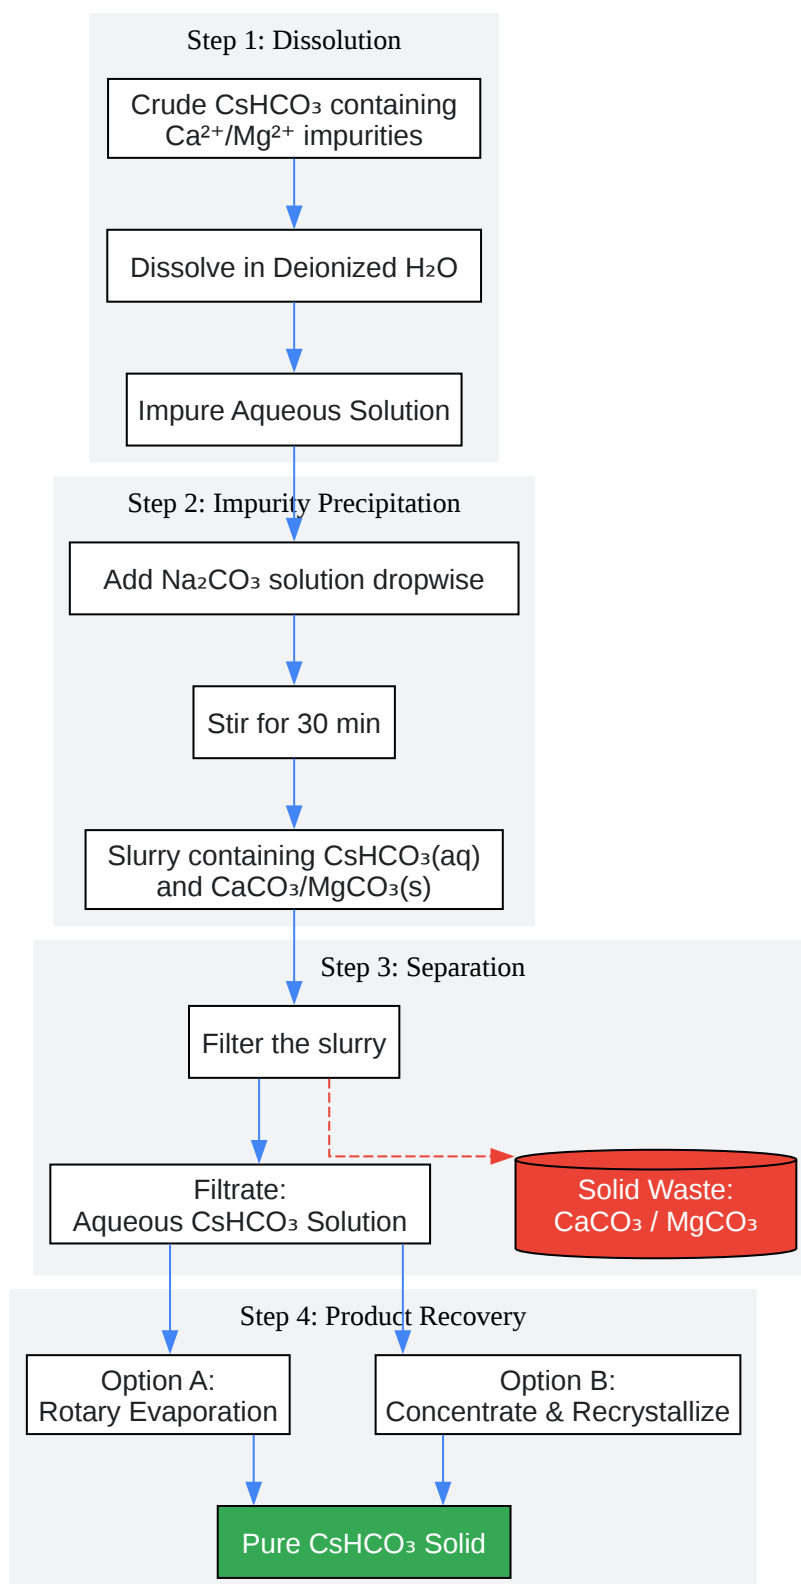 Step 1: Dissolution
Crude CsHCO₃ containing
Ca²⁺/Mg²⁺ impurities
Dissolve in Deionized H₂O
Impure Aqueous Solution
Step 2: Impurity Precipitation
Add Na₂CO₃ solution dropwise
Stir for 30 min
Slurry containing CsHCO₃(aq)
and CaCO₃/MgCO₃(s)
Step 3: Separation
Filter the slurry
Filtrate:
Aqueous CsHCO₃ Solution
Solid Waste:
CaCO₃ / MgCO₃
Step 4: Product Recovery
Option A:
Rotary Evaporation
Option B:
Concentrate & Recrystallize
Pure CsHCO₃ Solid